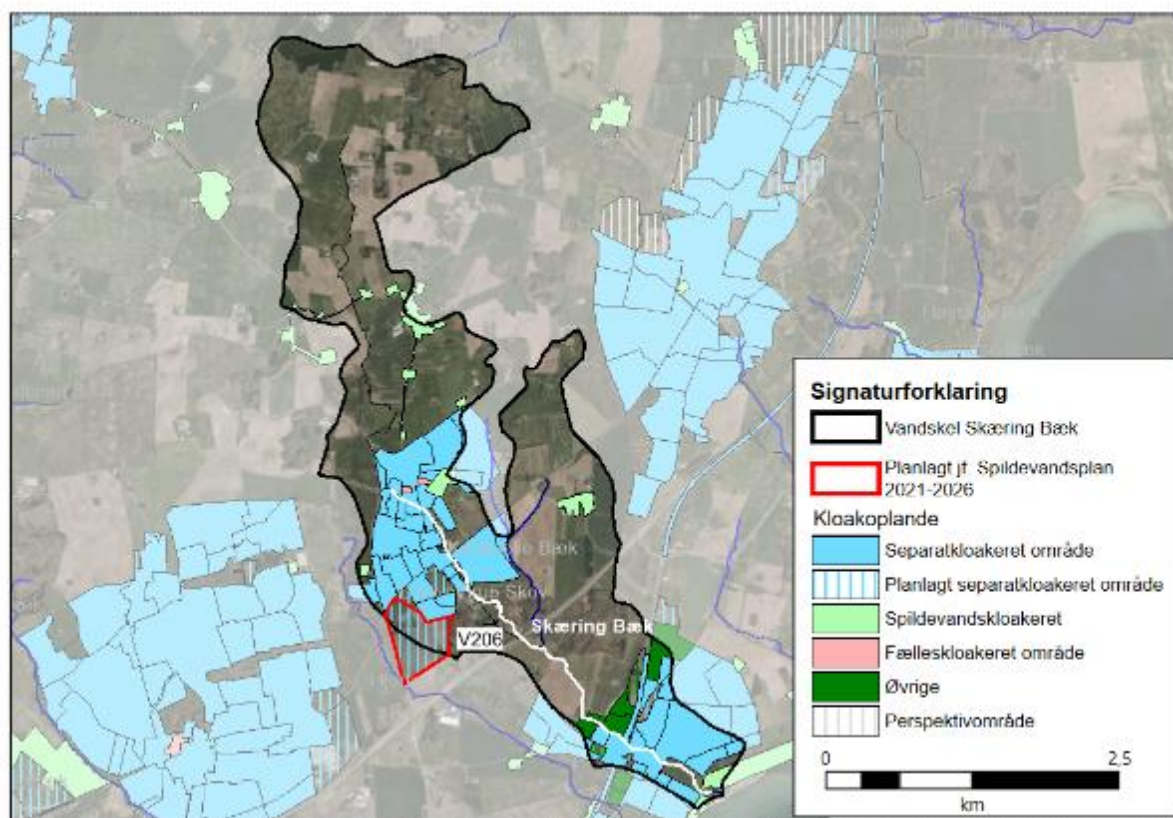 Skæring Bæk
V206
Signaturforklaring
Vandskel Skæring Bæk
Planlagt jf. Spildevandsplan
2021-2026
Kloakoplande
Separatkloakeret område
Planlagt separatkloakeret område
Spildevandskloakeret
Fælleskloakeret område
Øvrige
Perspektivområde
0
2,5
km